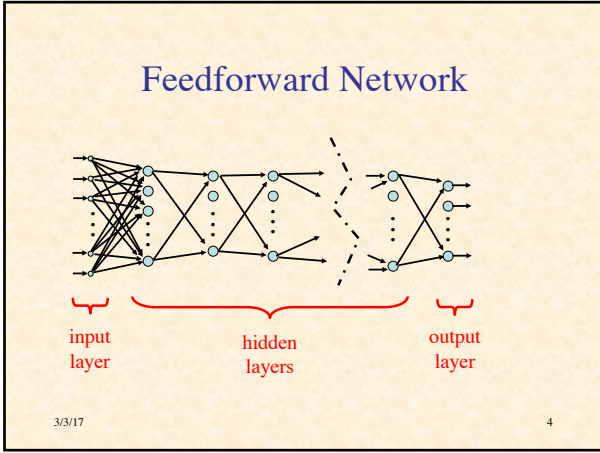 Feedforward Network
input
layer
hidden
layers
output
layer
3/3/17
4